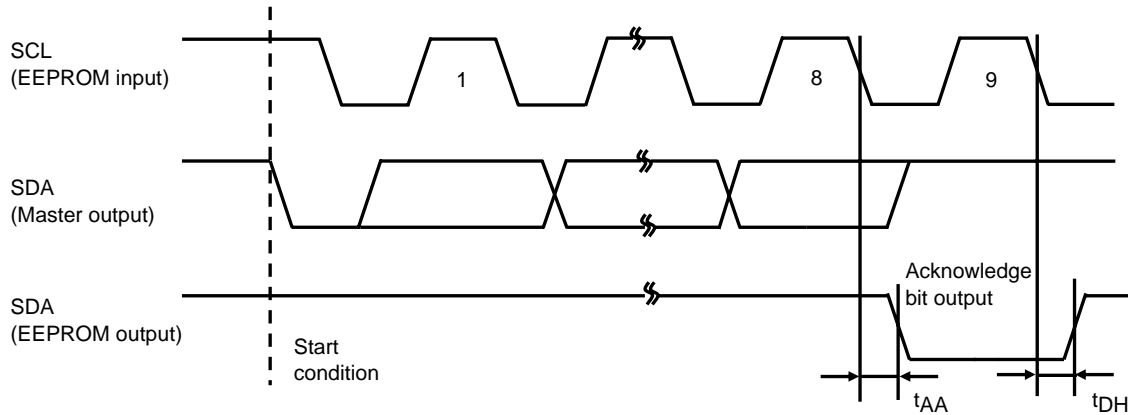 SCL
(EEPROM input)
1
8
9
SDA
(Master output)
SDA
(EEPROM output)
Acknowledge
bit output
Start
condition
tAA
tDH